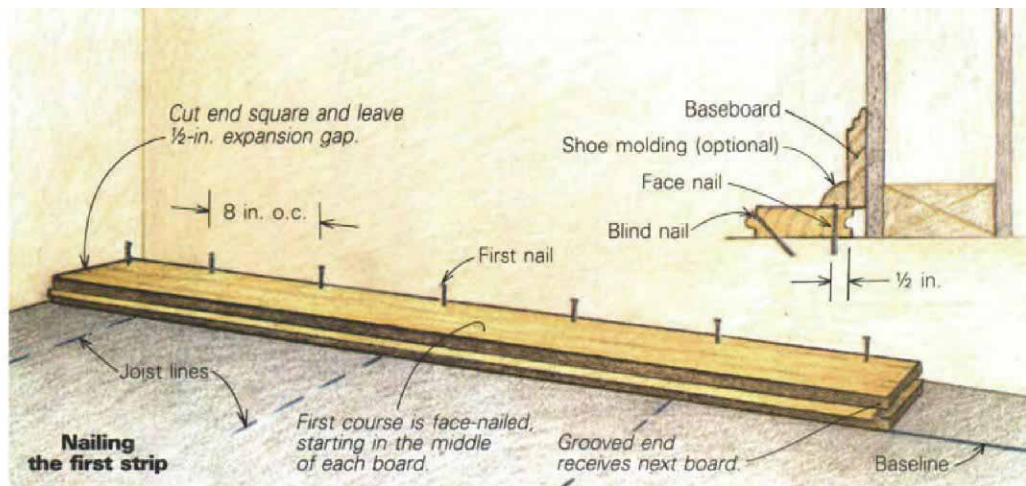 Cut end square and leave
½-in. expansion gap.
8 in. o.c.
First nail
Baseboard
Shoe molding (optional)
Face nail
Blind nail
½ in.
Joist lines
First course is face-nailed,
starting in the middle
of each board.
Grooved end
receives next board.
Baseline
Nailing
the first strip